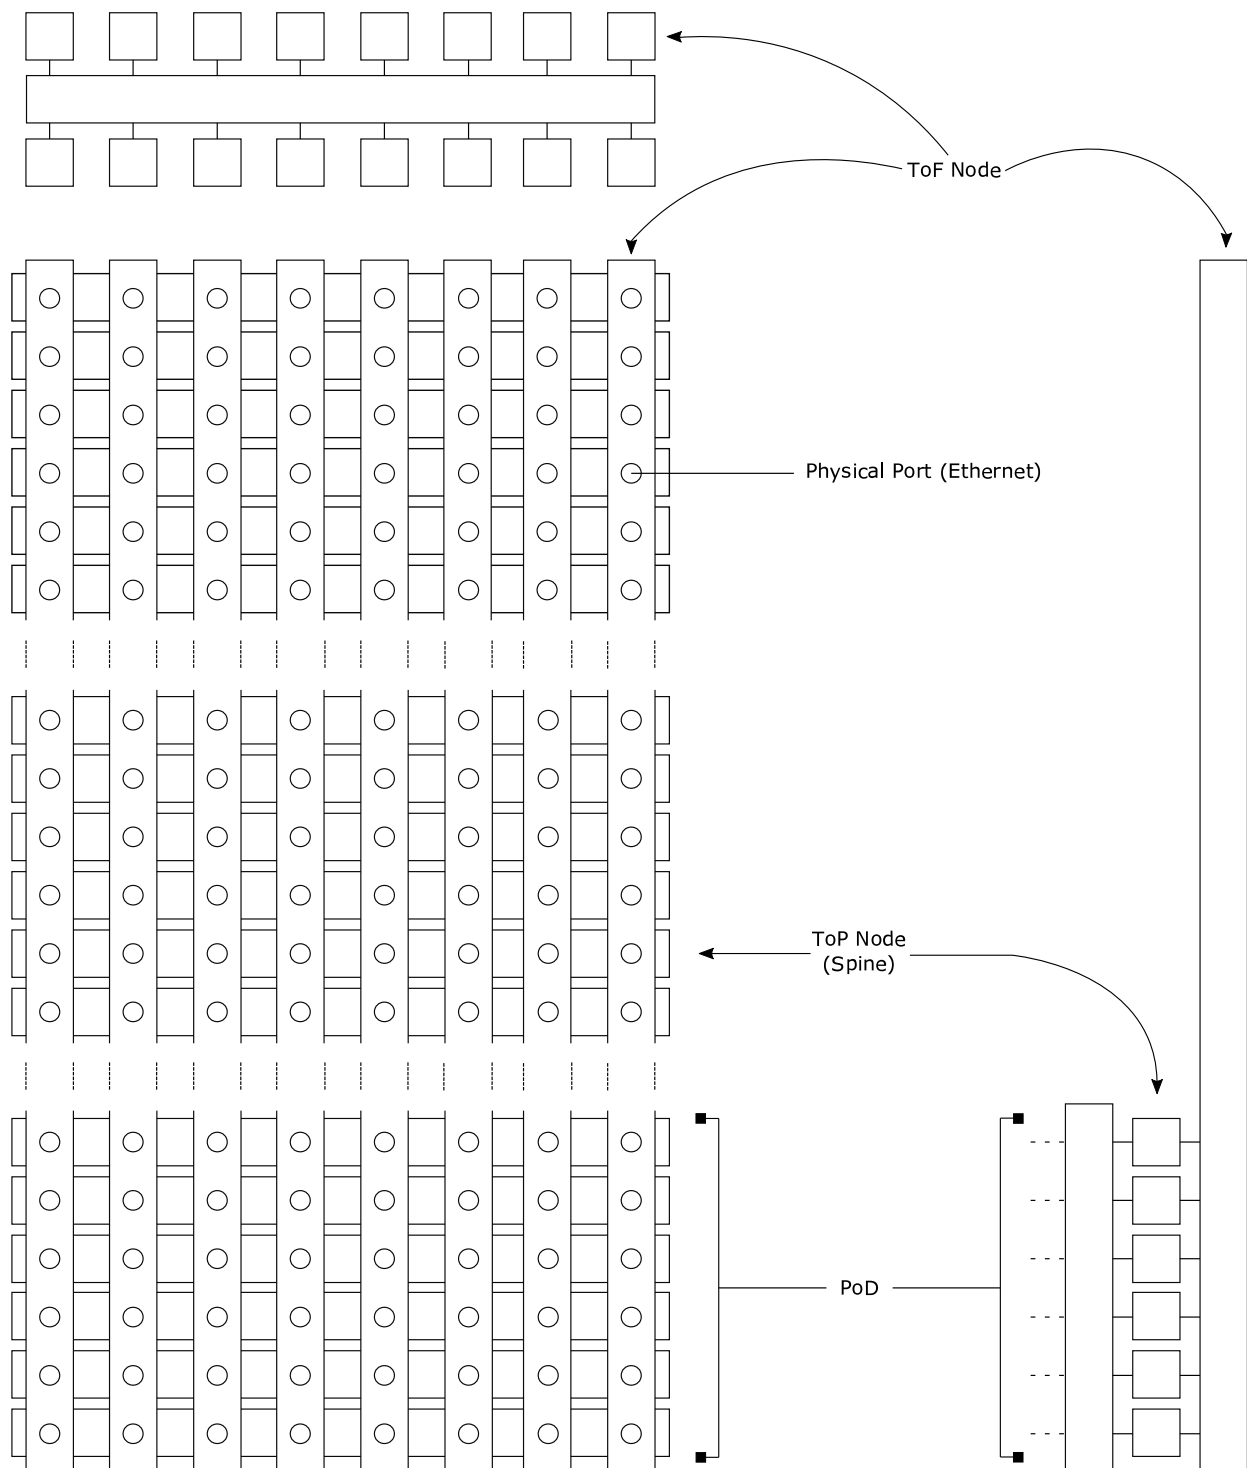 ToF Node
Physical Port (Ethernet)
ToP Node
(Spine)
PoD